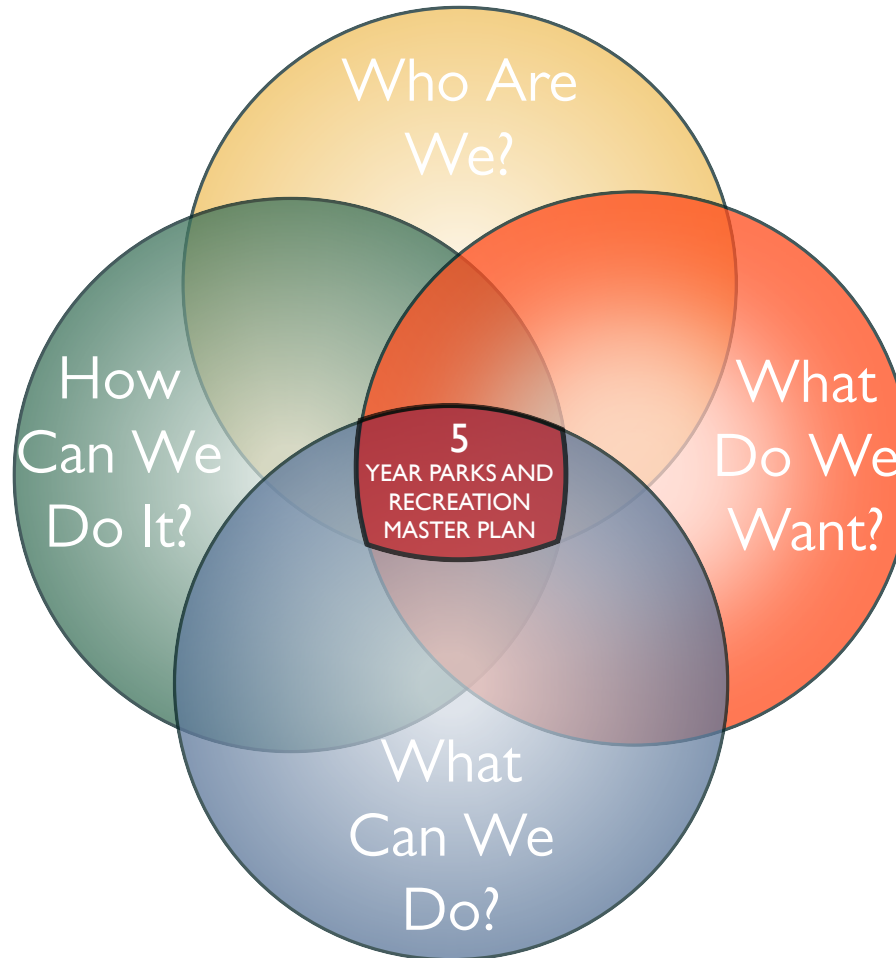 Who Are
We?
How
Can We
Do It?
What
Do We
Want?
5
YEAR PARKS AND
RECREATION
MASTER PLAN
What
Can We
Do?